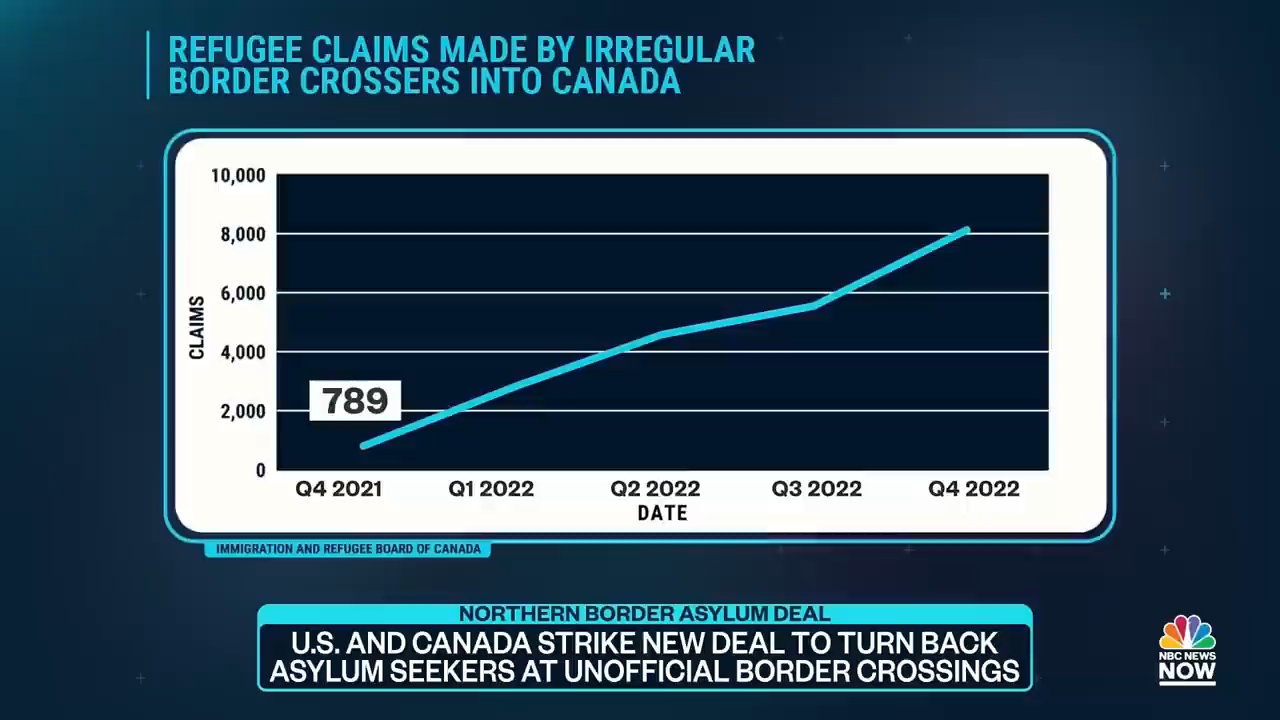 REFUGEE CLAIMS MADE BY IRREGULAR
BORDER CROSSERS INTO CANADA
10,000
8,000
6,000
4,000
2,000
0
CLAIMS
789
Q4 2021 Q1 2022 Q2 2022 Q3 2022 Q4 2022
DATE
IMMIGRATION AND REFUGEE BOARD OF CANADA
NORTHERN BORDER ASYLUM DEAL
U.S. AND CANADA STRIKE NEW DEAL TO TURN BACK
ASYLUM SEEKERS AT UNOFFICIAL BORDER CROSSINGS
NBC NEWS
NOW